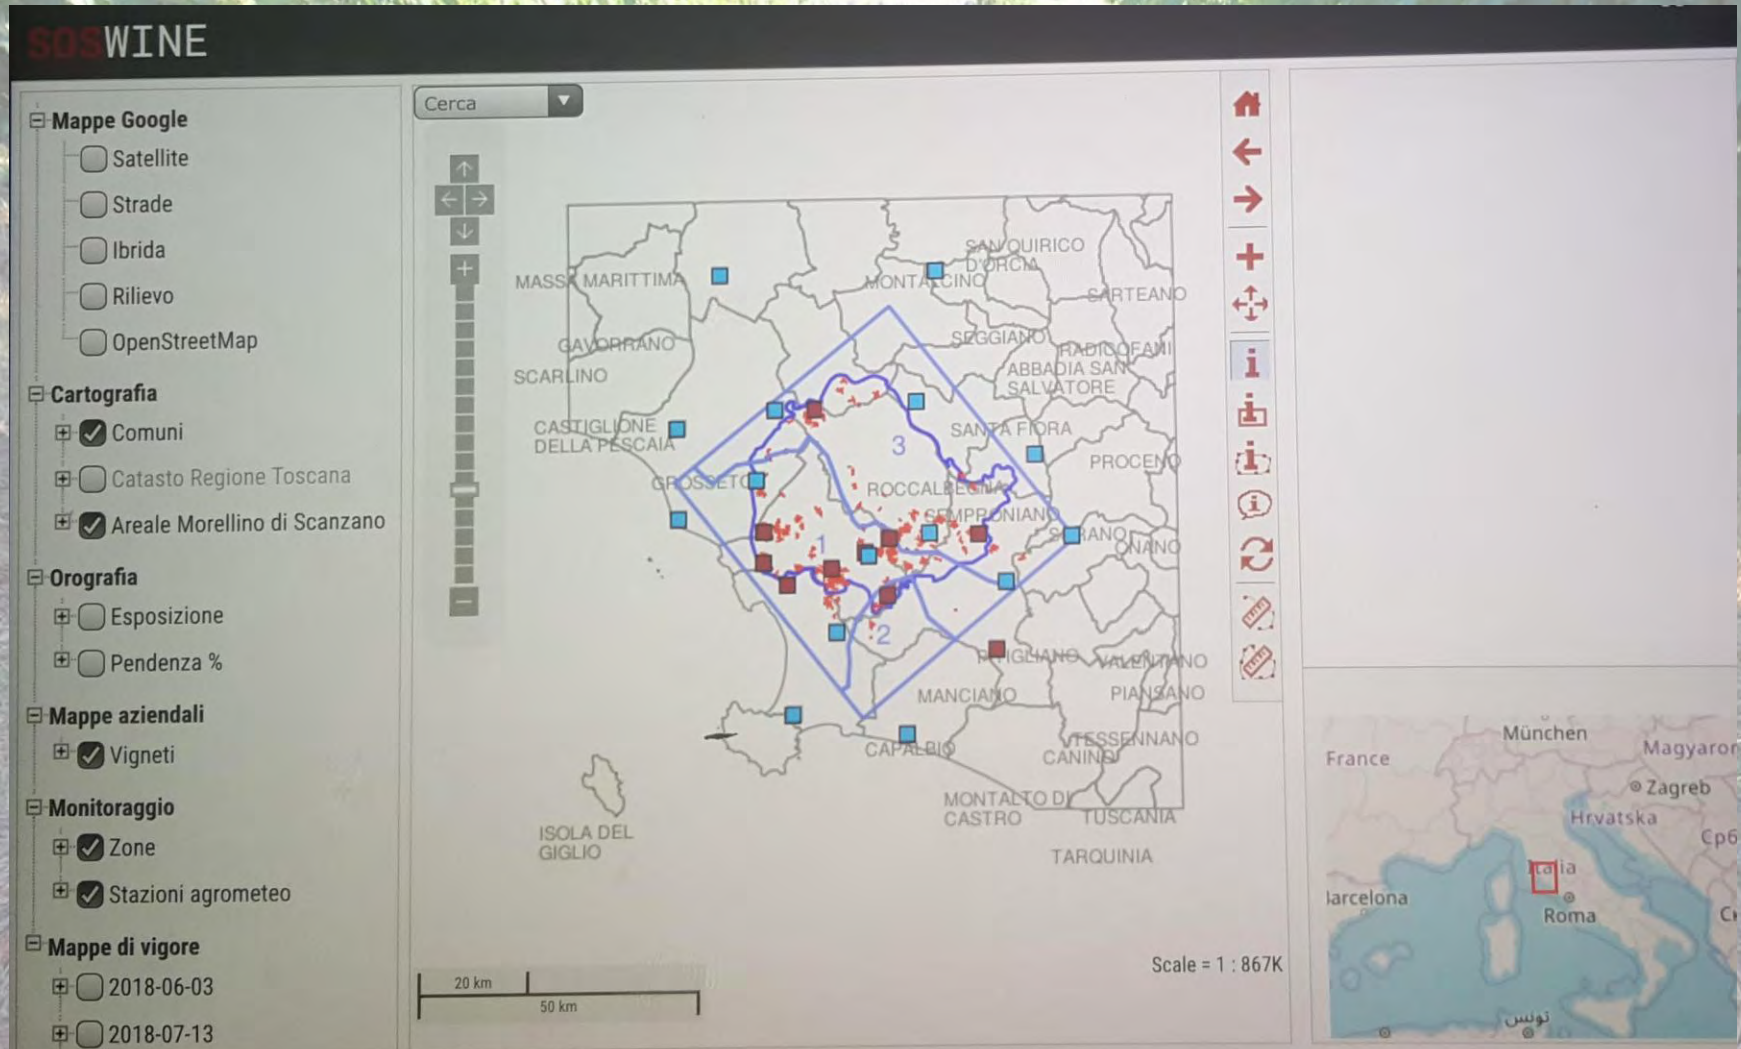 SOSWINE
Mappe Google
Satellite
Strade
Ibrida
Rilievo
OpenStreetMap
Cartografia
Comuni
Catasto Regione Toscana
Areale Morellino di Scanzano
Orografia
Esposizione
Pendenza %
Mappe aziendali
Vigneti
Monitoraggio
Zone
Stazioni agrometeo
Mappe di vigore
2018-06-03
2018-07-13
Cerca
SAN QUIRICO
D'ORCIA
MASSA MARITTIMA
MONTALCINO
SARTEANO
GAVORRANO
SEGGIANO
RADICOFANI
SCARLINO
ABBADIA SAN
SALVATORE
CASTIGLIONE
DELLA PESCAIA
SANTA FIORA
3
PROCENO
GROSSETO
ROCCALBEGNA
SEMPRONIANO
SORANO
ONANO
1
2
PITIGLIANO
VALENTANO
MANCIANO
PIANSANO
CAPALBIO
TESSENNANO
CANINO
MONTALTO DI
CASTRO
TUSCANIA
ISOLA DEL
GIGLIO
TARQUINIA
Scale = 1 : 867K
20 km
50 km
München
France
Magyaror
Zagreb
Hrvatska
Срб
Italia
Barcelona
Roma
تونس